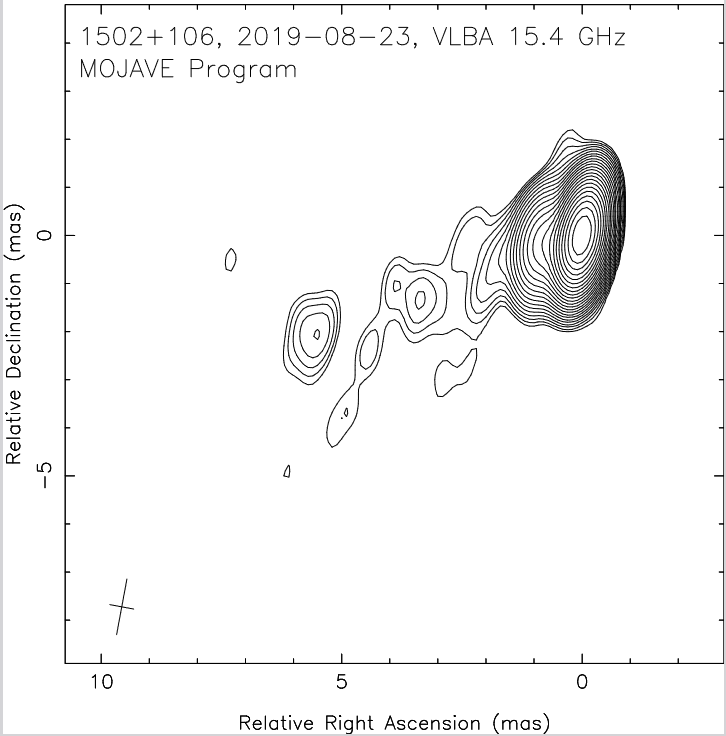 1502+106, 2019−08−23, VLBA 15.4 GHz
MOJAVE Program
Relative Declination (mas)
0
−5
10 5 0
Relative Right Ascension (mas)